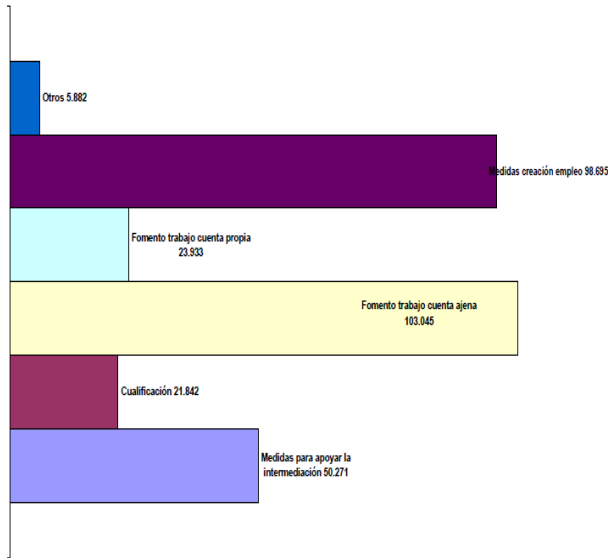 Otros 5.882
Medidas creación empleo 98.695
Fomento trabajo cuenta propia
23.933
Fomento trabajo cuenta ajena
103.045
Cualificación 21.842
Medidas para apoyar la
intermediación 50.271